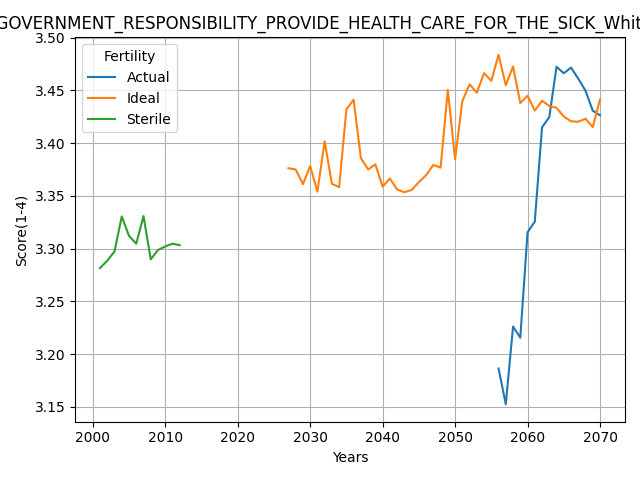 GOVERNMENT_RESPONSIBILITY_PROVIDE_HEALTH_CARE_FOR_THE_SICK_Whit
3.50
3.45
3.40
3.35
3.30
3.25
3.20
3.15
Score(1-4)
Fertility
Actual
Ideal
Sterile
2000 2010 2020 2030 2040 2050 2060 2070
Years